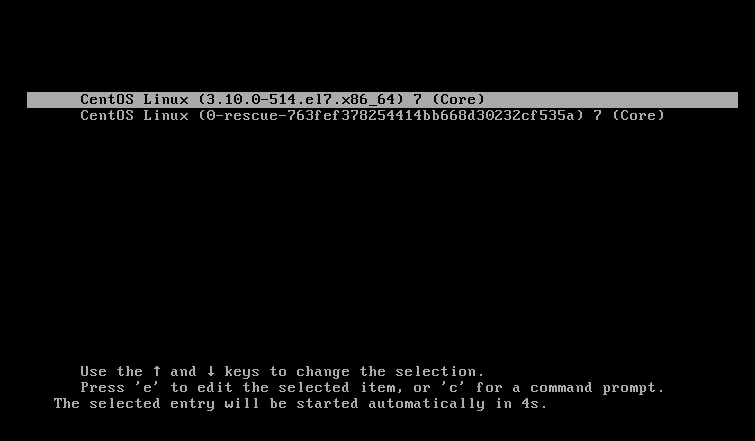 CentOS Linux (3.10.0-514.el7.x86_64) 7 (Core)
CentOS Linux (0-rescue-763fef378254414bb668d30232cf535a) 7 (Core)
Use the ↑ and ↓ keys to change the selection.
Press 'e' to edit the selected item, or 'c' for a command prompt.
The selected entry will be started automatically in 4s.